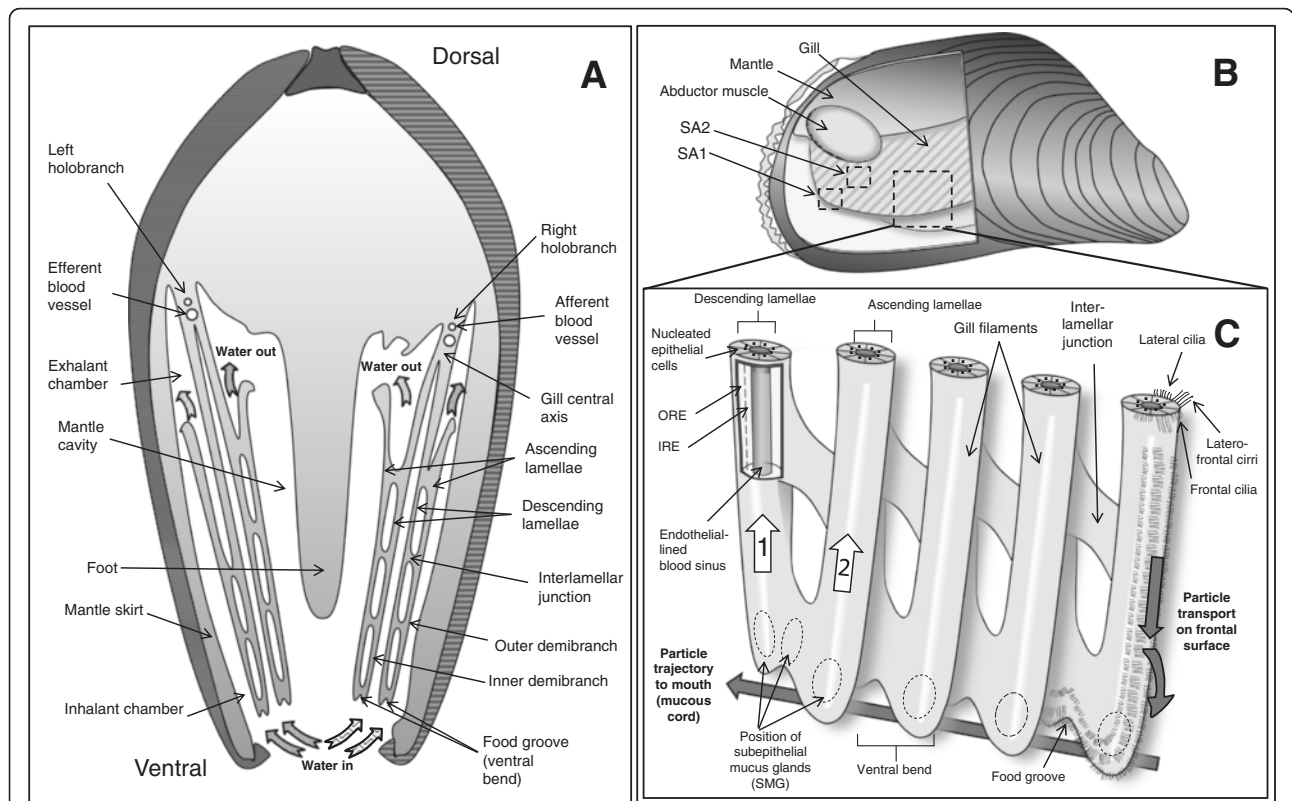 Dorsal
A
Left
holobranch
Efferent
blood
vessel
Exhalant
chamber
Mantle
cavity
Foot
Mantle skirt
Inhalant chamber
Ventral
Water out
Water out
Water in
Right
holobranch
Afferent
blood
vessel
Gill central
axis
Ascending
lamellae
Descending
lamellae
Interlamellar
junction
Outer demibranch
Inner demibranch
Food groove
(ventral
bend)
B
Gill
Mantle
Abductor muscle
SA2
SA1
C
Descending lamellae
Ascending lamellae
Nucleated
epithelial
cells
Gill filaments
Inter-
lamellar
junction
Lateral cilia
ORE
IRE
Latero-
frontal cirri
Frontal cilia
Endothelial-
lined
blood sinus
1
2
Particle
transport
on frontal
surface
Particle
trajectory
to mouth
(mucous
cord)
Position of
subepithelial
mucus glands
(SMG)
Ventral bend
Food groove